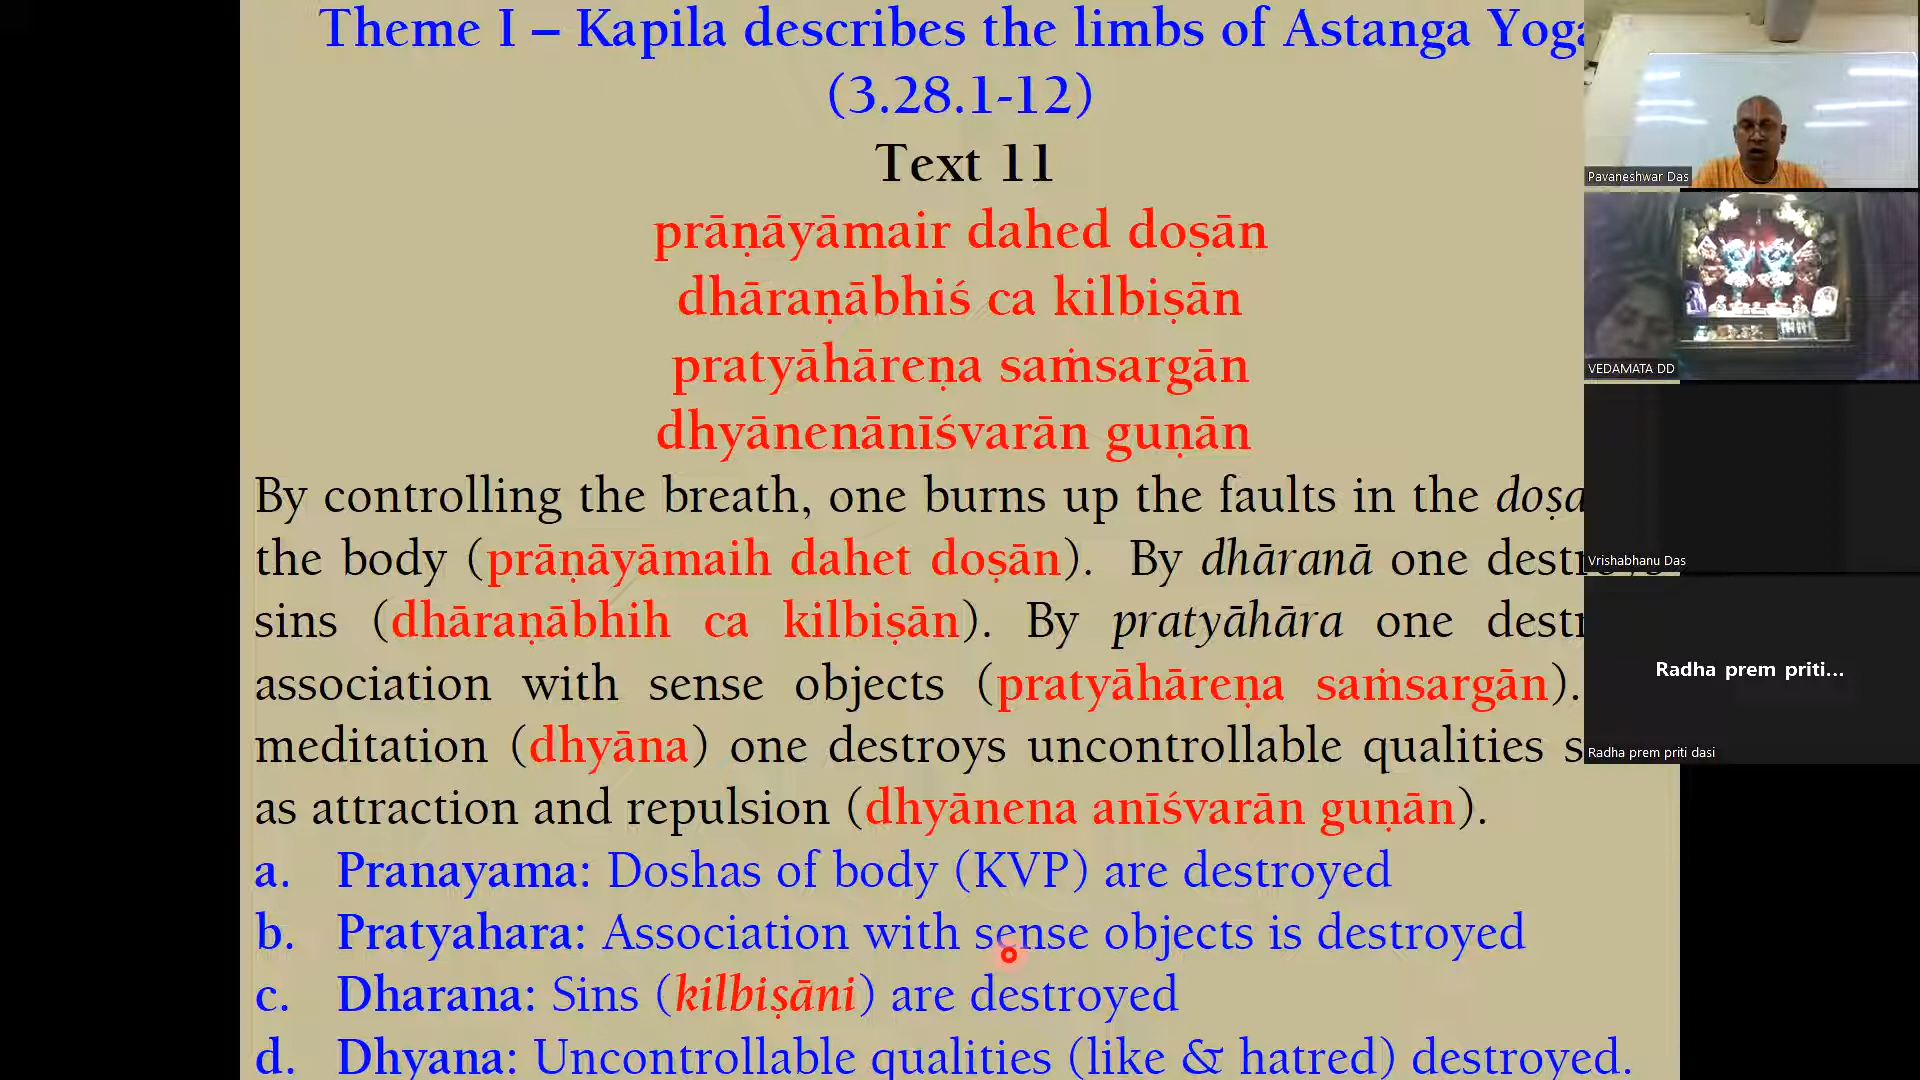 Theme I – Kapila describes the limbs of Astanga Yoga
(3.28.1-12)
Text 11
prāṇāyāmair dahed doṣān
dhāraṇābhiś ca kilbiṣān
pratyāhāreṇa saṁsargān
dhyānenānīśvarān guṇān
By controlling the breath, one burns up the faults in the doṣa
the body (prāṇāyāmaih dahet doṣān). By dhāranā one destroys
sins (dhāraṇābhih ca kilbiṣān). By pratyāhāra one
association with sense objects (pratyāhāreṇa saṁsargān).
meditation (dhyāna) one destroys uncontrollable qualities
as attraction and repulsion (dhyānena anīśvarān guṇān).
a. Pranayama: Doshas of body (KVP) are destroyed
b. Pratyahara: Association with sense objects is destroyed
c. Dharana: Sins (kilbiṣāni) are destroyed
d. Dhyana: Uncontrollable qualities (like & hatred) destroyed.
Pavaneshwar Das
VEDAMATA DD
Vrishabhanu Das
Radha prem priti...
Radha prem priti dasi